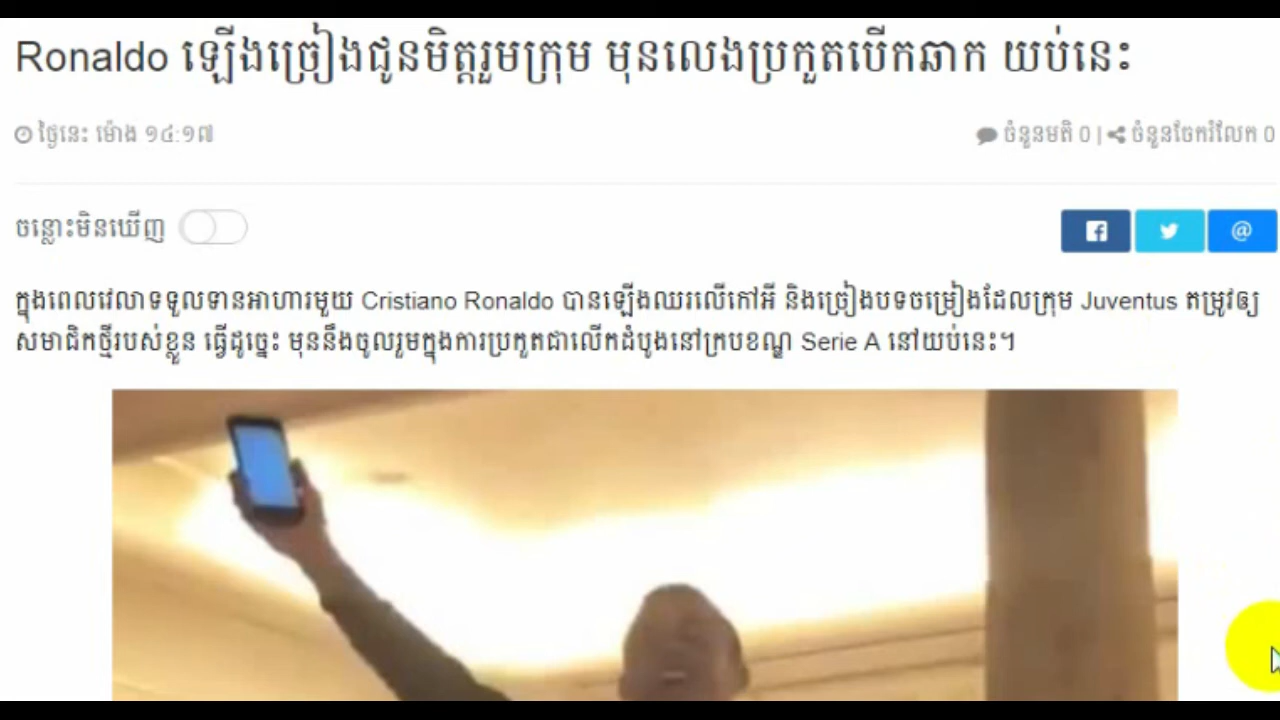 Ronaldo ឡើងច្រៀងជូនមិត្តរួមក្រុម មុនលេងប្រកួតបើកឆាក យប់នេះ
ថ្ងៃនេះ ម៉ោង ១៤:១៧
ចំនួនមតិ 0 | ចំនួនចែករំលែក 0
ចន្លោះមិនឃើញ
@
ក្នុងពេលវេលាទទួលទានអាហារមួយ Cristiano Ronaldo បានឡើងឈរលើកៅអី និងច្រៀងបទចម្រៀងដែលក្រុម Juventus តម្រូវឲ្យ
សមាជិកថ្មីរបស់ខ្លួន ធ្វើដូច្នេះ មុននឹងចូលរួមក្នុងការប្រកួតជាលើកដំបូងនៅក្របខណ្ឌ Serie A នៅយប់នេះ។